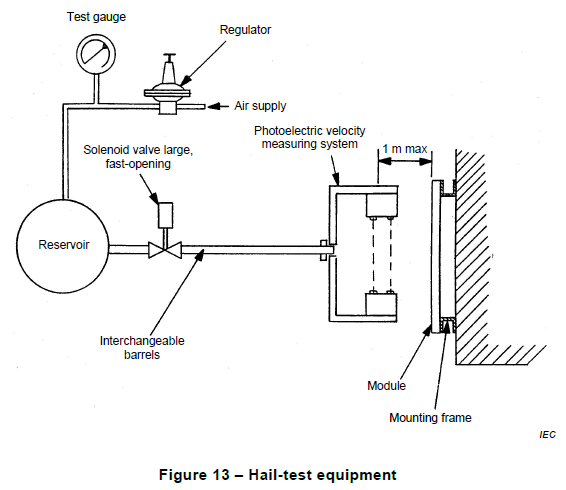 Test gauge
Regulator
Air supply
Photoelectric velocity
measuring system
1 m max
Solenoid valve large,
fast-opening
Reservoir
Interchangeable
barrels
Module
Mounting frame
IEC
Figure 13 – Hail-test equipment